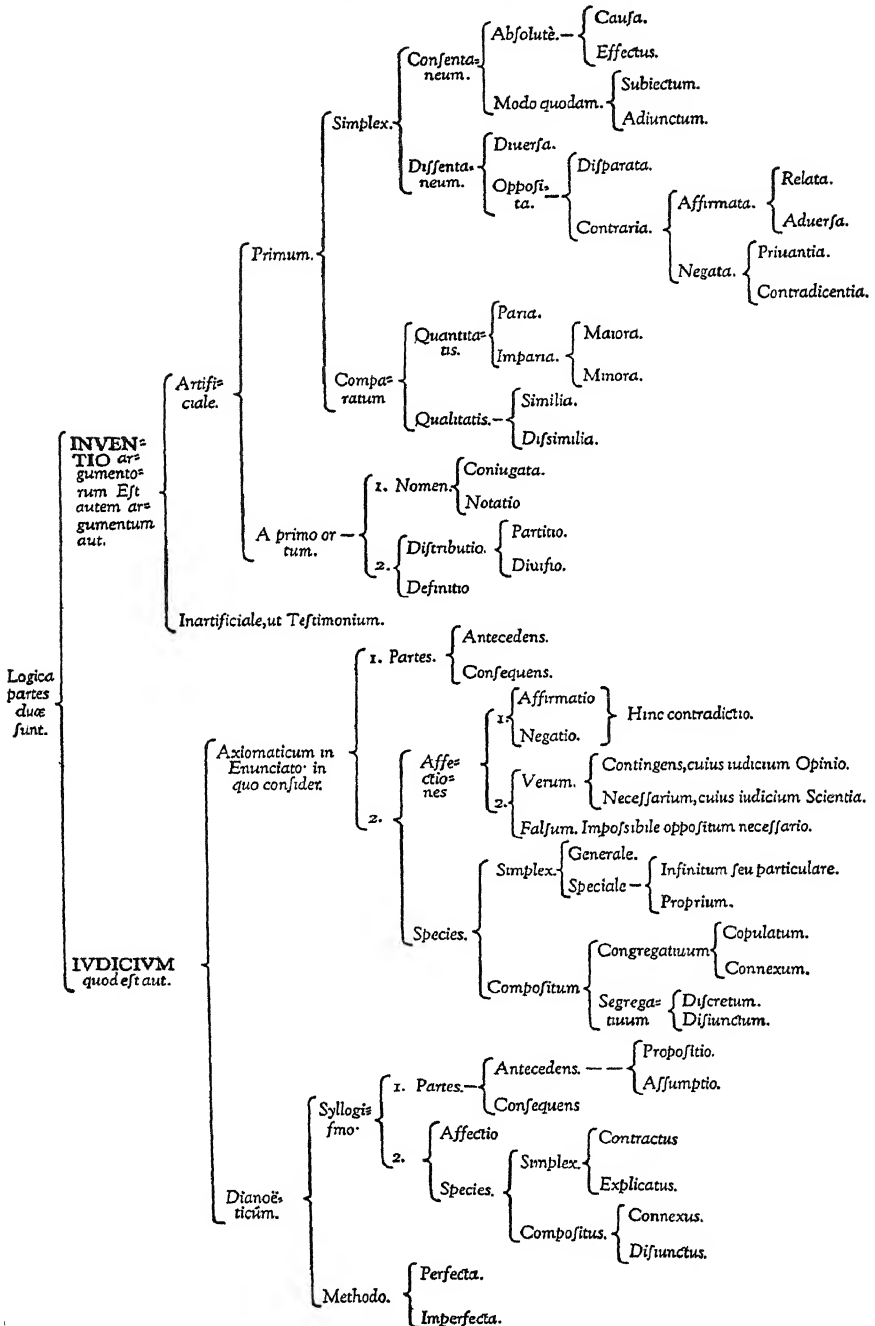 Logica
partes
duæ
ſunt.
INVEN=
TIO ar=
gumento=
rum Eſt
autem ar=
gumentum
aut.
Artifi=
ciale.
Primum.
Simplex.
Conſenta=
neum.
Abſolutè.
Cauſa.
Effectus.
Modo quodam.
Subiectum.
Adiunctum.
Diſſenta=
neum.
Diuerſa.
Oppoſi=
ta.
Diſparata.
Contraria.
Affirmata.
Relata.
Aduerſa.
Negata.
Priuantia.
Contradicentia.
Compa=
ratum
Quantita=
tis.
Paria.
Imparia.
Maiora.
Minora.
Qualitatis.
Similia.
Diſsimilia.
A primo or
tum.
1. Nomen.
Coniugata.
Notatio
2.
Diſtributio.
Partitio.
Diuiſio.
Definitio
Inartificiale, ut Teſtimonium.
IVDICIVM
quod eſt aut.
Axiomaticum in
Enunciato· in
quo conſider.
1. Partes.
Antecedens.
Conſequens.
2.
Affe=
ctio=
nes
1.
Affirmatio
Negatio.
Hinc contradictio.
2.
Verum.
Contingens, cuius iudicium Opinio.
Neceſſarium, cuius iudicium Scientia.
Falſum. Impoſsibile oppoſitum neceſſario.
Species.
Simplex.
Generale.
Speciale
Infinitum ſeu particulare.
Proprium.
Compoſitum
Congregatiuum
Copulatum.
Connexum.
Segrega=
tiuum
Diſcretum.
Diſiunctum.
Dianoë=
ticúm.
Syllogiſ=
ſmo·
1. Partes.
Antecedens.
Propoſitio.
Aſſumptio.
Conſequens
2.
Affectio
Species.
Simplex.
Contractus
Explicatus.
Compoſitus.
Connexus.
Diſiunctus.
Methodo.
Perfecta.
Imperfecta.